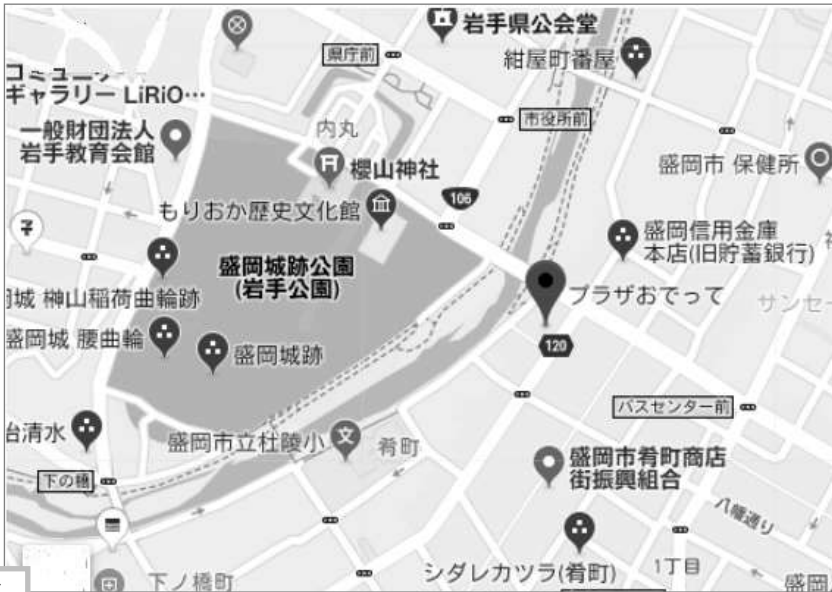 岩手県公会堂
県庁前
紺屋町番屋
ギャラリー LiRiO…
市役所前
一般財団法人
岩手教育会館
内丸
櫻山神社
盛岡市 保健所
106
もりおか歴史文化館
盛岡信用金庫
本店(旧貯蓄銀行)
盛岡城跡公園
(岩手公園)
城 榊山稲荷曲輪跡
プラザおでって
サンセ
盛岡城 腰曲輪
盛岡城跡
120
バスセンター前
清水
盛岡市立杜陵小
文
肴町
盛岡市肴町商店
街振興組合
下の橋
八幡通り
シダレカツラ(肴町)
1丁目
下ノ橋町
盛岡